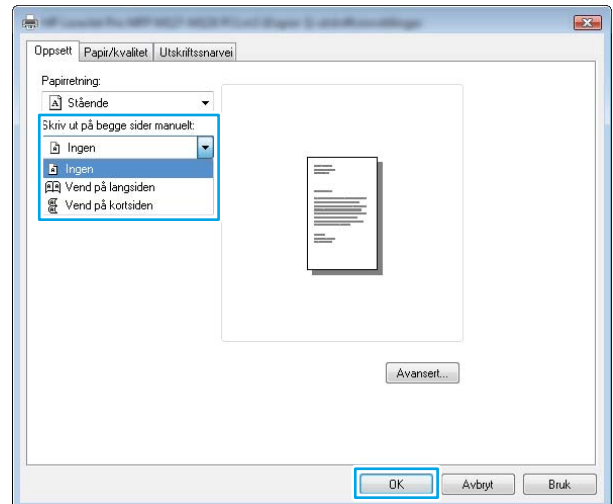 Oppsett Papir/kvalitet Utskriftssnarvei
Papirretning:
Stående
Skriv ut på begge sider manuelt:
Ingen
Ingen
Vend på langsiden
Vend på kortsiden
Avansert...
OK Avbryt Bruk